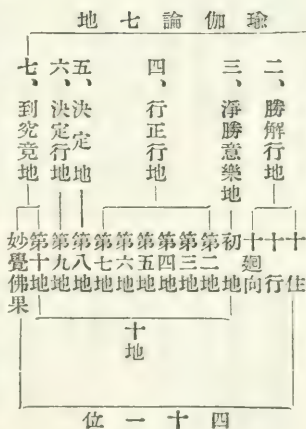 瑜伽論七地
二、勝解行地
三、淨勝意樂地
四、行正行地
五、決定地
六、決定行地
七、到究竟地
十住
十行
十廻向
初地
第二地
第三地
第四地
第五地
第六地
第七地
第八地
第九地
第十地
妙覺佛果
十地
四十一位